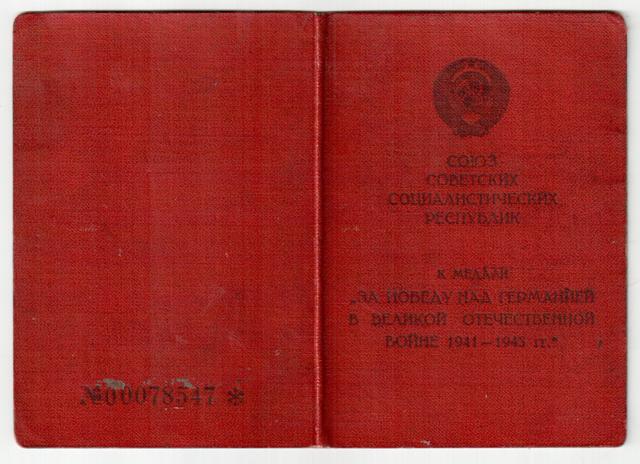 №00078547 *
СОЮЗ
СОВЕТСКИХ
СОЦИАЛИСТИЧЕСКИХ
РЕСПУБЛИК
К МЕДАЛИ
„ЗА ПОБЕДУ НАД ГЕРМАНИЕЙ
В ВЕЛИКОЙ ОТЕЧЕСТВЕННОЙ
ВОЙНЕ 1941—1945 гг.“